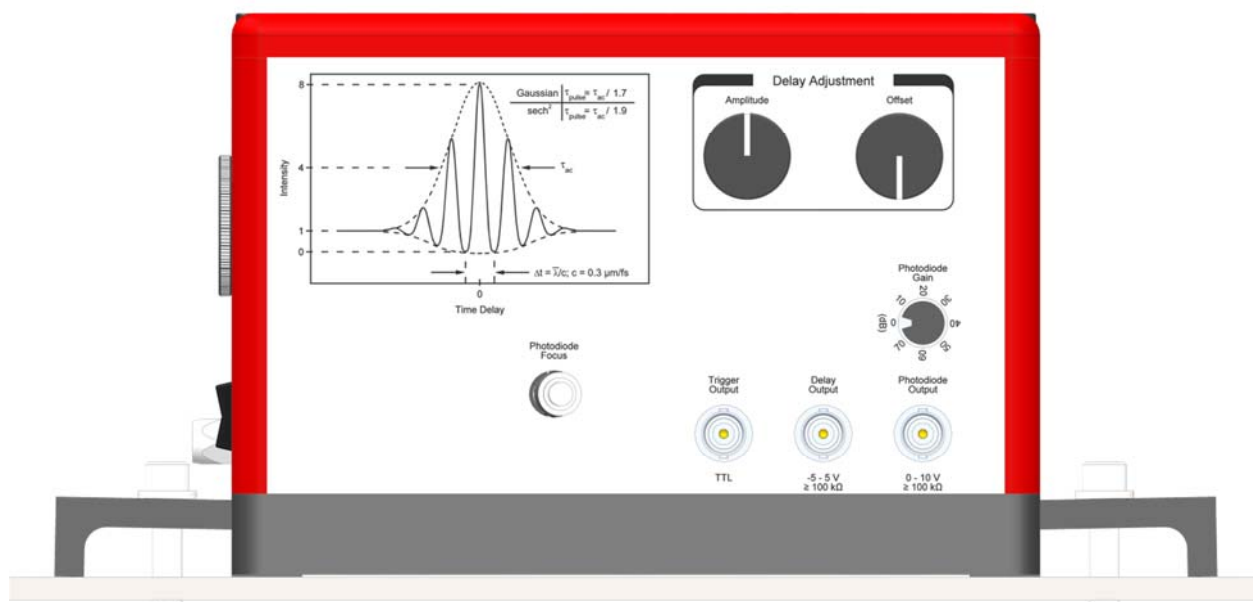 8
4
1
0
Intensity
Gaussian τpulse= τac/ 1.7
sech² τpulse= τac/ 1.9
τac
Δt = λ̅/c; c = 0.3 μm/fs
0
Time Delay
Delay Adjustment
Amplitude
Offset
Photodiode
Gain
0
10
20
30
40
50
60
70
(dB)
Photodiode
Focus
Trigger
Output
TTL
Delay
Output
-5 - 5 V
≥ 100 kΩ
Photodiode
Output
0 - 10 V
≥ 100 kΩ